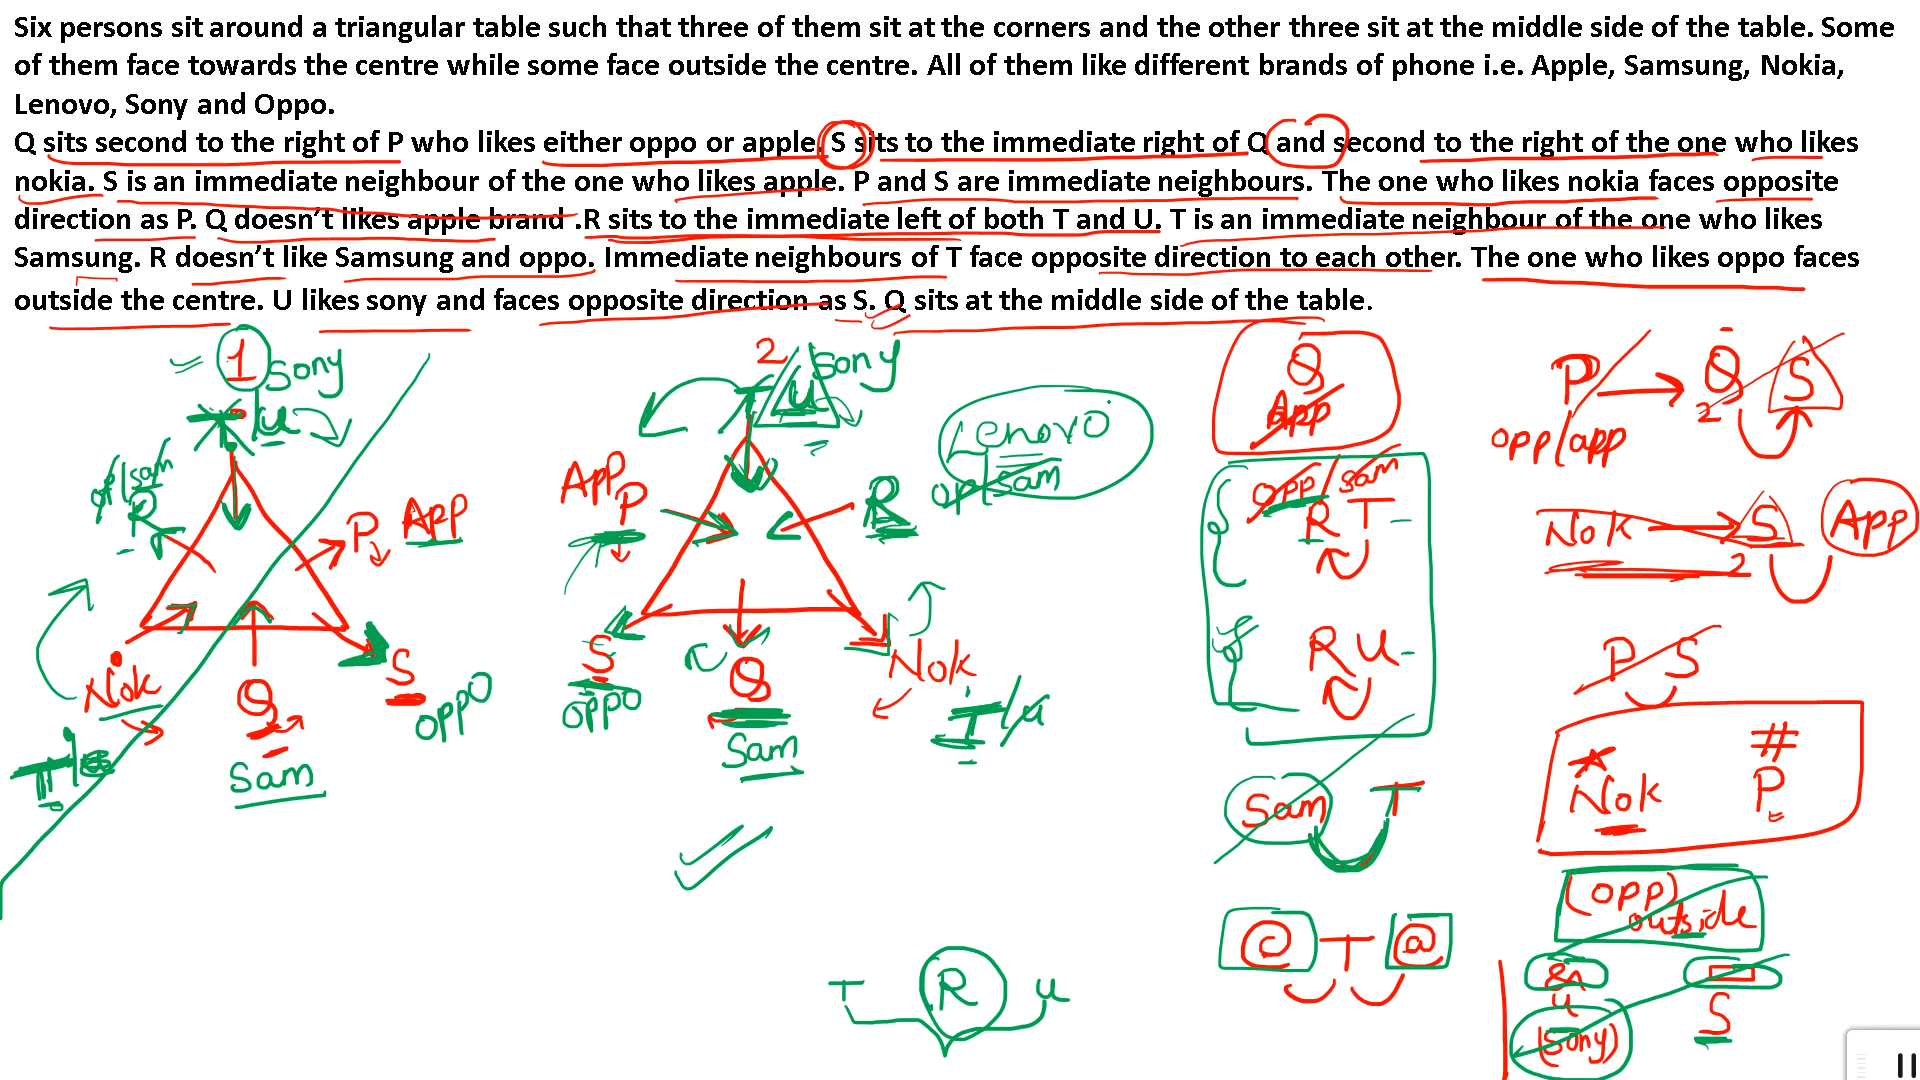 Six persons sit around a triangular table such that three of them sit at the corners and the other three sit at the middle side of the table. Some
of them face towards the centre while some face outside the centre. All of them like different brands of phone i.e. Apple, Samsung, Nokia,
Lenovo, Sony and Oppo.
Q sits second to the right of P who likes either oppo or apple. S sits to the immediate right of Q and second to the right of the one who likes
nokia. S is an immediate neighbour of the one who likes apple. P and S are immediate neighbours. The one who likes nokia faces opposite
direction as P. Q doesn't likes apple brand .R sits to the immediate left of both T and U. T is an immediate neighbour of the one who likes
Samsung. R doesn't like Samsung and oppo. Immediate neighbours of T face opposite direction to each other. The one who likes oppo faces
outside the centre. U likes sony and faces opposite direction as S. Q sits at the middle side of the table.
1 Sony
U
R
P App
Nok
Q
S
oppo
Sam
2 Sony
U
App
P
Lenovo
op/sam
R
S
oppo
Q
Sam
Nok
T/U
Q
App
opp/sam
R T
R U
Sam T
@ T @
T R U
P → Q S
2
opp/app
Nok → S App
2
P S
# 
Nok P
(opp)
outside
U
(Sony)
S